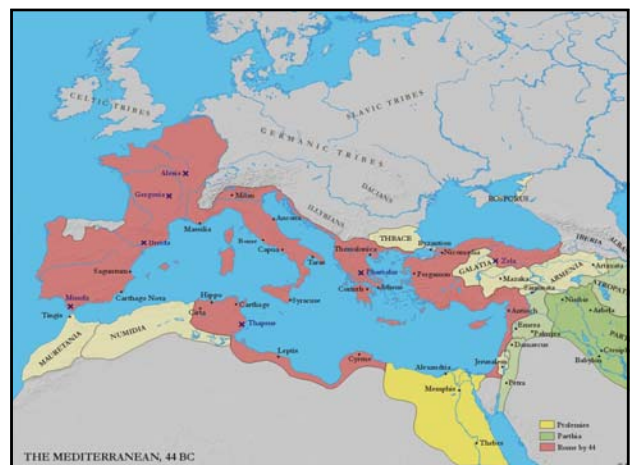 CELTIC TRIBES
SLAVIC TRIBES
GERMANIC TRIBES
DACIANS
ILLYRIANS
BOSPORUS
IBERIA
Alesia
Gergovia
Milan
Massilia
Ancona
Rome
Capua
Taras
THRACE
Byzantium
Thessalonica
Nicomedia
Zela
GALATIA
ARMENIA
Artaxata
Pergamum
Mazaka
Pharsalus
Corinth
Athens
Saguntum
Carthago Nova
Munda
Tingis
Hippo
Cirta
Carthage
Syracuse
Thapsus
MAURETANIA
NUMIDIA
Leptis
Cyrene
Antioch
Nisibis
Arbela
Emesa
Palmyra
Damascus
Babylon
Jerusalem
Petra
Alexandria
Memphis
Thebes
Ptolemies
Parthia
Rome by 44
THE MEDITERRANEAN, 44 BC